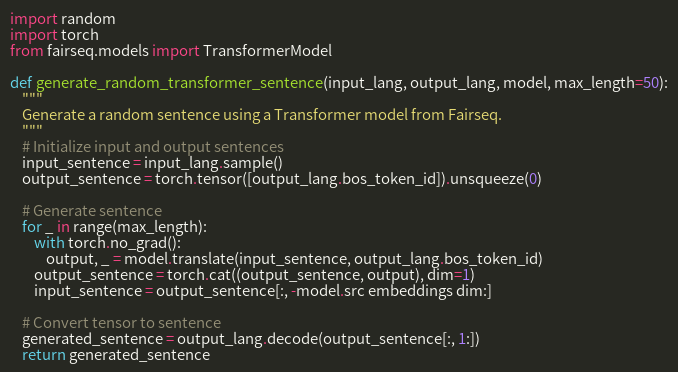 import random
import torch
from fairseq.models import TransformerModel
def generate_random_transformer_sentence(input_lang, output_lang, model, max_length=50):
"""
Generate a random sentence using a Transformer model from Fairseq.
"""
# Initialize input and output sentences
input_sentence = input_lang.sample()
output_sentence = torch.tensor([output_lang.bos_token_id]).unsqueeze(0)
# Generate sentence
for _ in range(max_length):
with torch.no_grad():
output, _ = model.translate(input_sentence, output_lang.bos_token_id)
output_sentence = torch.cat((output_sentence, output), dim=1)
input_sentence = output_sentence[:, -model.src embeddings dim:]
# Convert tensor to sentence
generated_sentence = output_lang.decode(output_sentence[:, 1:])
return generated_sentence